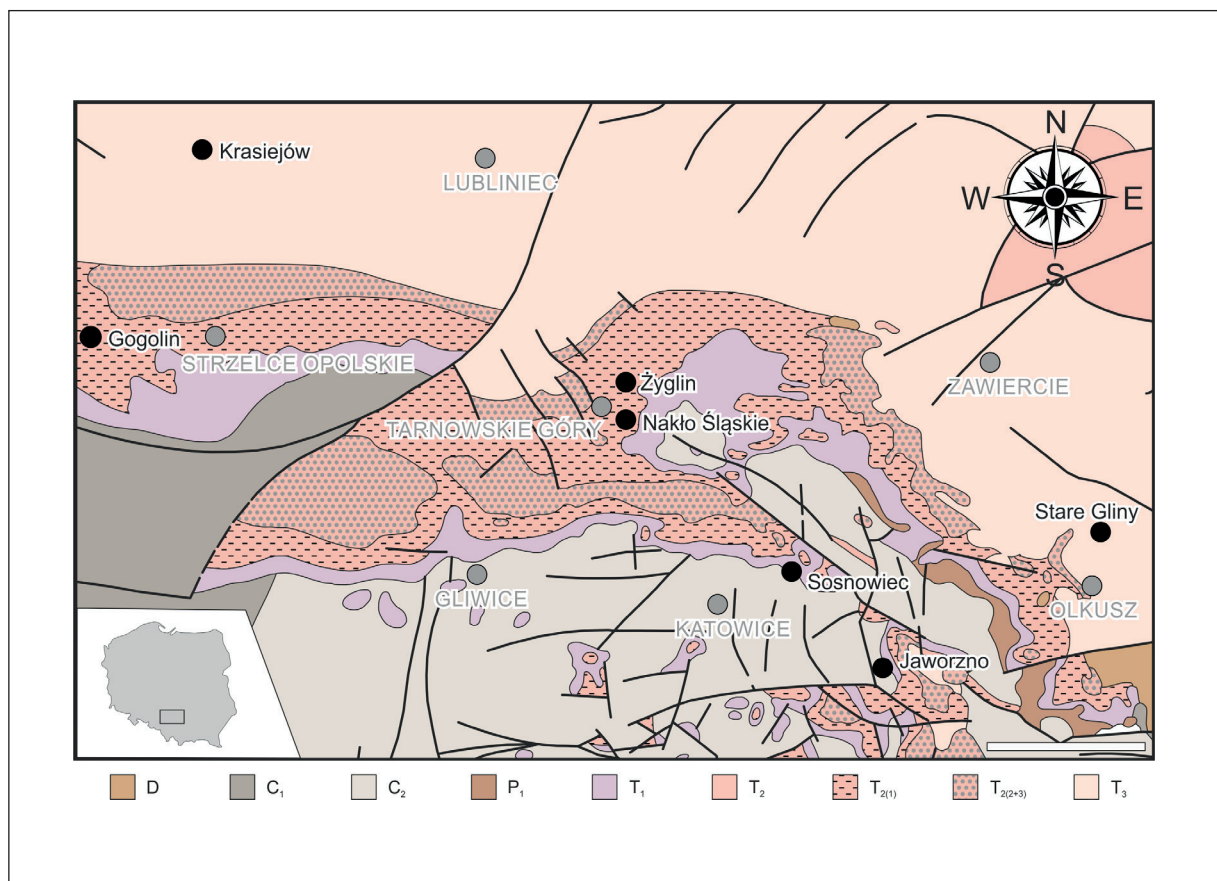 N
Krasiejów
LUBLINIEC
W
E
S
Gogolin
STRZELCE OPOLSKIE
Żyglin
ZAWIERCIE
TARNOWSKIE GÓRY
Nakło Śląskie
Stare Gliny
Sosnowiec
GLIWICE
OLKUSZ
KATOWICE
Jaworzno
D
C₁
C₂
P₁
T₁
T₂
T₂₍₁₎
T₂₍₂₊₃₎
T₃